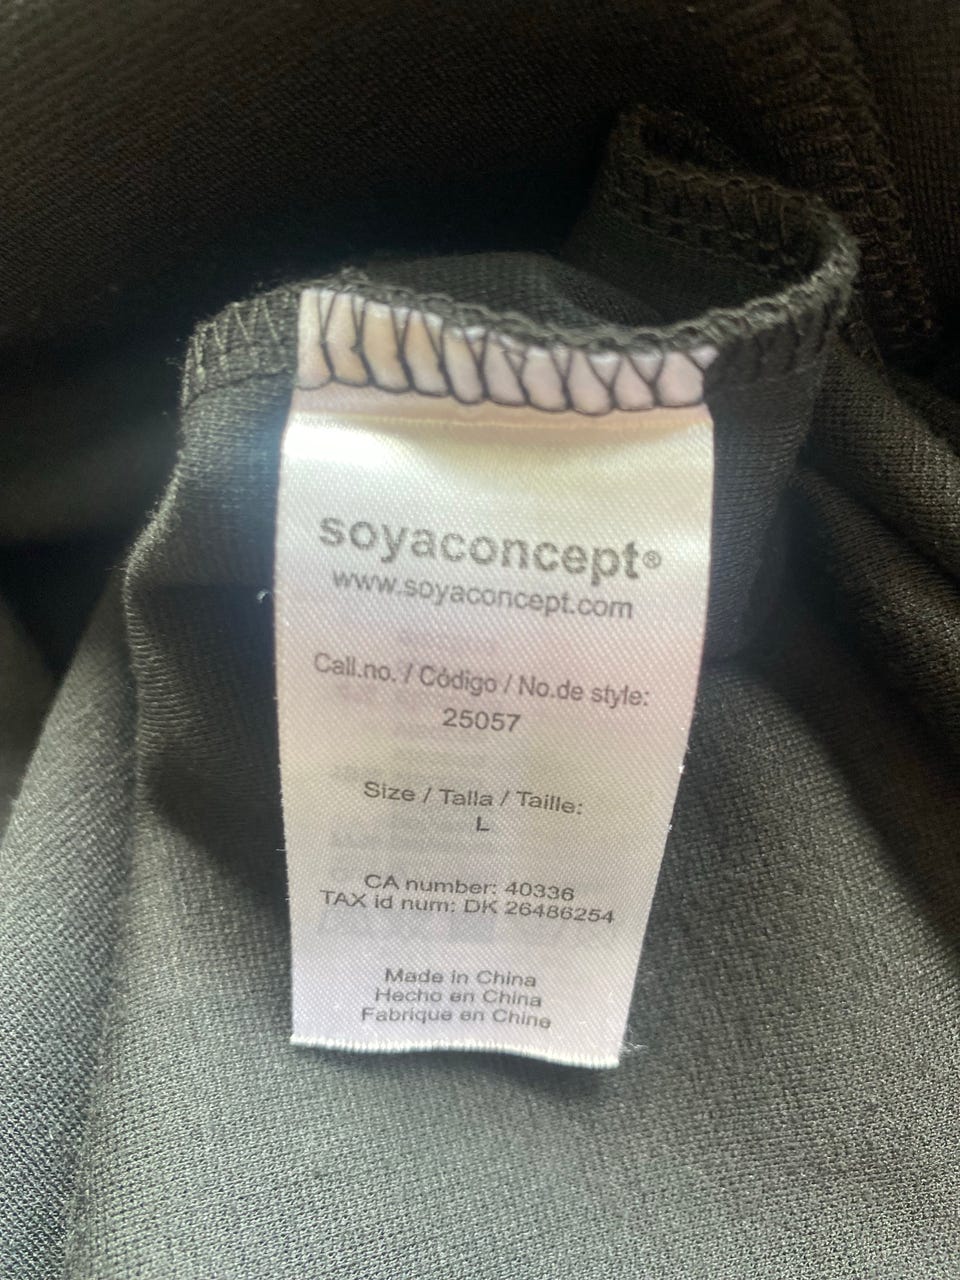 soyaconcept®
www.soyaconcept.com
Call.no. / Código / No.de style:
25057
Size / Talla / Taille:
L
CA number: 40336
TAX id num: DK 26486254
Made in China
Hecho en China
Fabrique en Chine